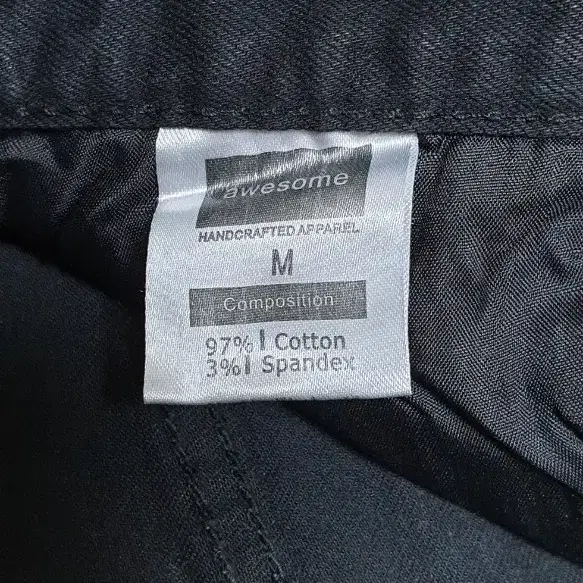 awesome
HANDCRAFTED APPAREL
M
Composition
97% | Cotton
3% | Spandex